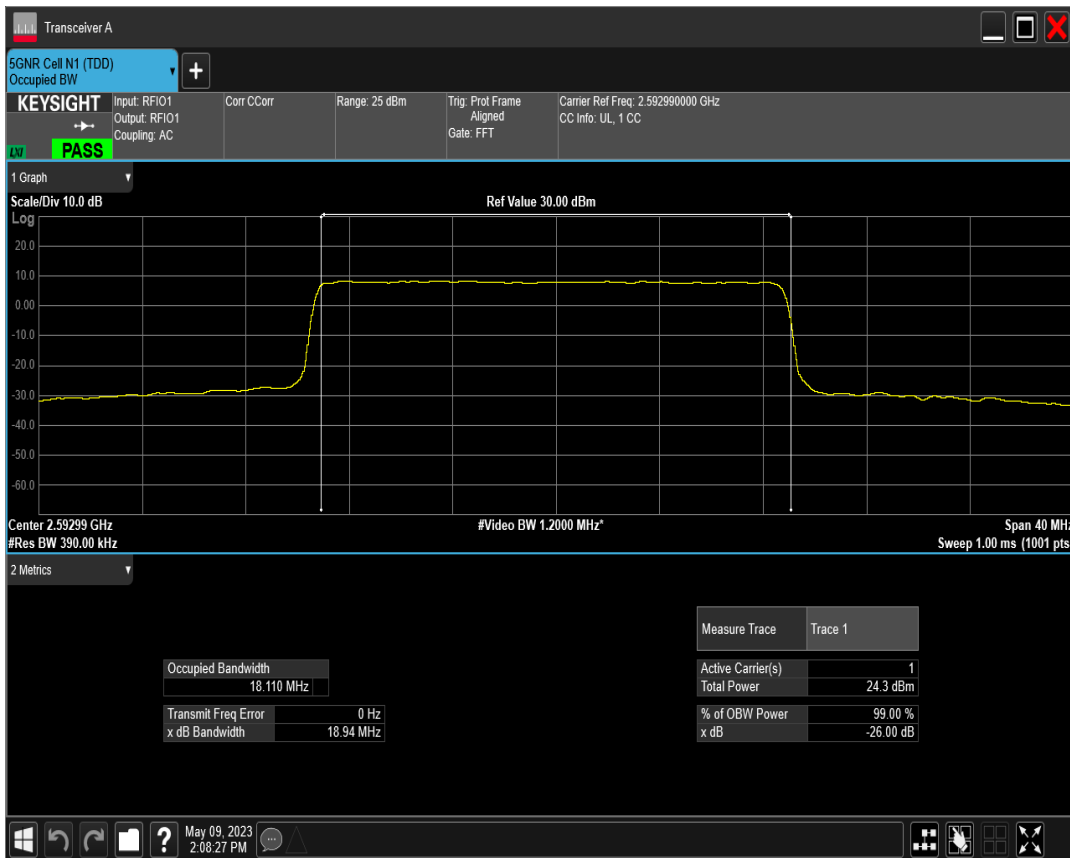 Transceiver A
5GNR Cell N1 (TDD)
Occupied BW
+
KEYSIGHT
LXI
PASS
Input: RFIO1
Output: RFIO1
Coupling: AC
Corr CCorr
Range: 25 dBm
Trig: Prot Frame
Aligned
Gate: FFT
Carrier Ref Freq: 2.592990000 GHz
CC Info: UL, 1 CC
1 Graph
Scale/Div 10.0 dB
Ref Value 30.00 dBm
Log
20.0
10.0
0.00
-10.0
-20.0
-30.0
-40.0
-50.0
-60.0
Center 2.59299 GHz
#Video BW 1.2000 MHz*
Span 40 MHz
#Res BW 390.00 kHz
Sweep 1.00 ms (1001 pts
2 Metrics
Measure Trace Trace 1
Occupied Bandwidth
18.110 MHz
Active Carrier(s) 1
Total Power 24.3 dBm
Transmit Freq Error 0 Hz
x dB Bandwidth 18.94 MHz
% of OBW Power 99.00 %
x dB -26.00 dB
?
May 09, 2023
2:08:27 PM